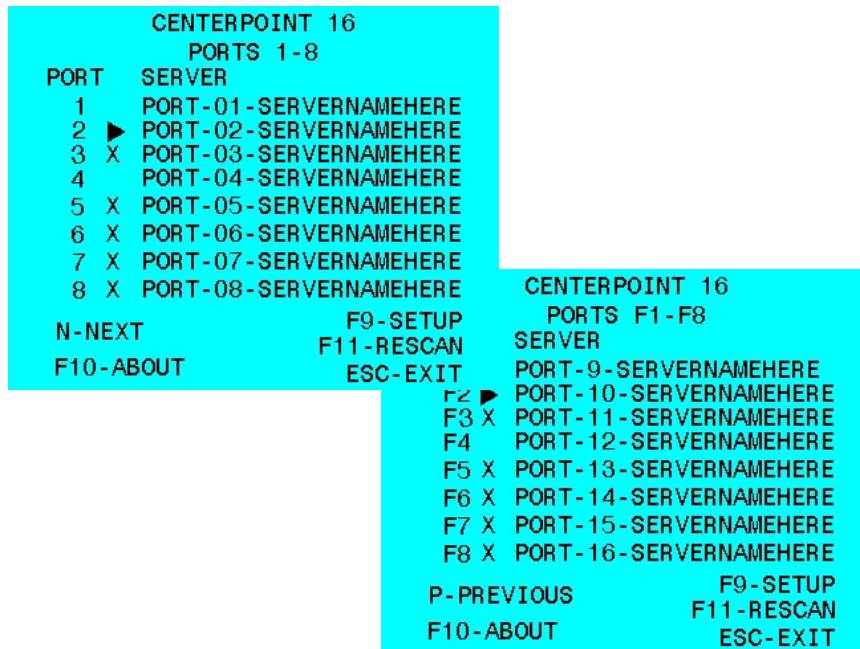 CENTERPOINT 16
PORTS 1-8
PORT SERVER
1 PORT-01-SERVERNAMEHERE
2 ▶ PORT-02-SERVERNAMEHERE
3 X PORT-03-SERVERNAMEHERE
4 PORT-04-SERVERNAMEHERE
5 X PORT-05-SERVERNAMEHERE
6 X PORT-06-SERVERNAMEHERE
7 X PORT-07-SERVERNAMEHERE
8 X PORT-08-SERVERNAMEHERE
N-NEXT F9-SETUP
F11-RESCAN
F10-ABOUT ESC-EXIT
CENTERPOINT 16
PORTS F1-F8
SERVER
PORT-9-SERVERNAMEHERE
F2 ▶ PORT-10-SERVERNAMEHERE
F3 X PORT-11-SERVERNAMEHERE
F4 PORT-12-SERVERNAMEHERE
F5 X PORT-13-SERVERNAMEHERE
F6 X PORT-14-SERVERNAMEHERE
F7 X PORT-15-SERVERNAMEHERE
F8 X PORT-16-SERVERNAMEHERE
P-PREVIOUS F9-SETUP
F11-RESCAN
F10-ABOUT ESC-EXIT